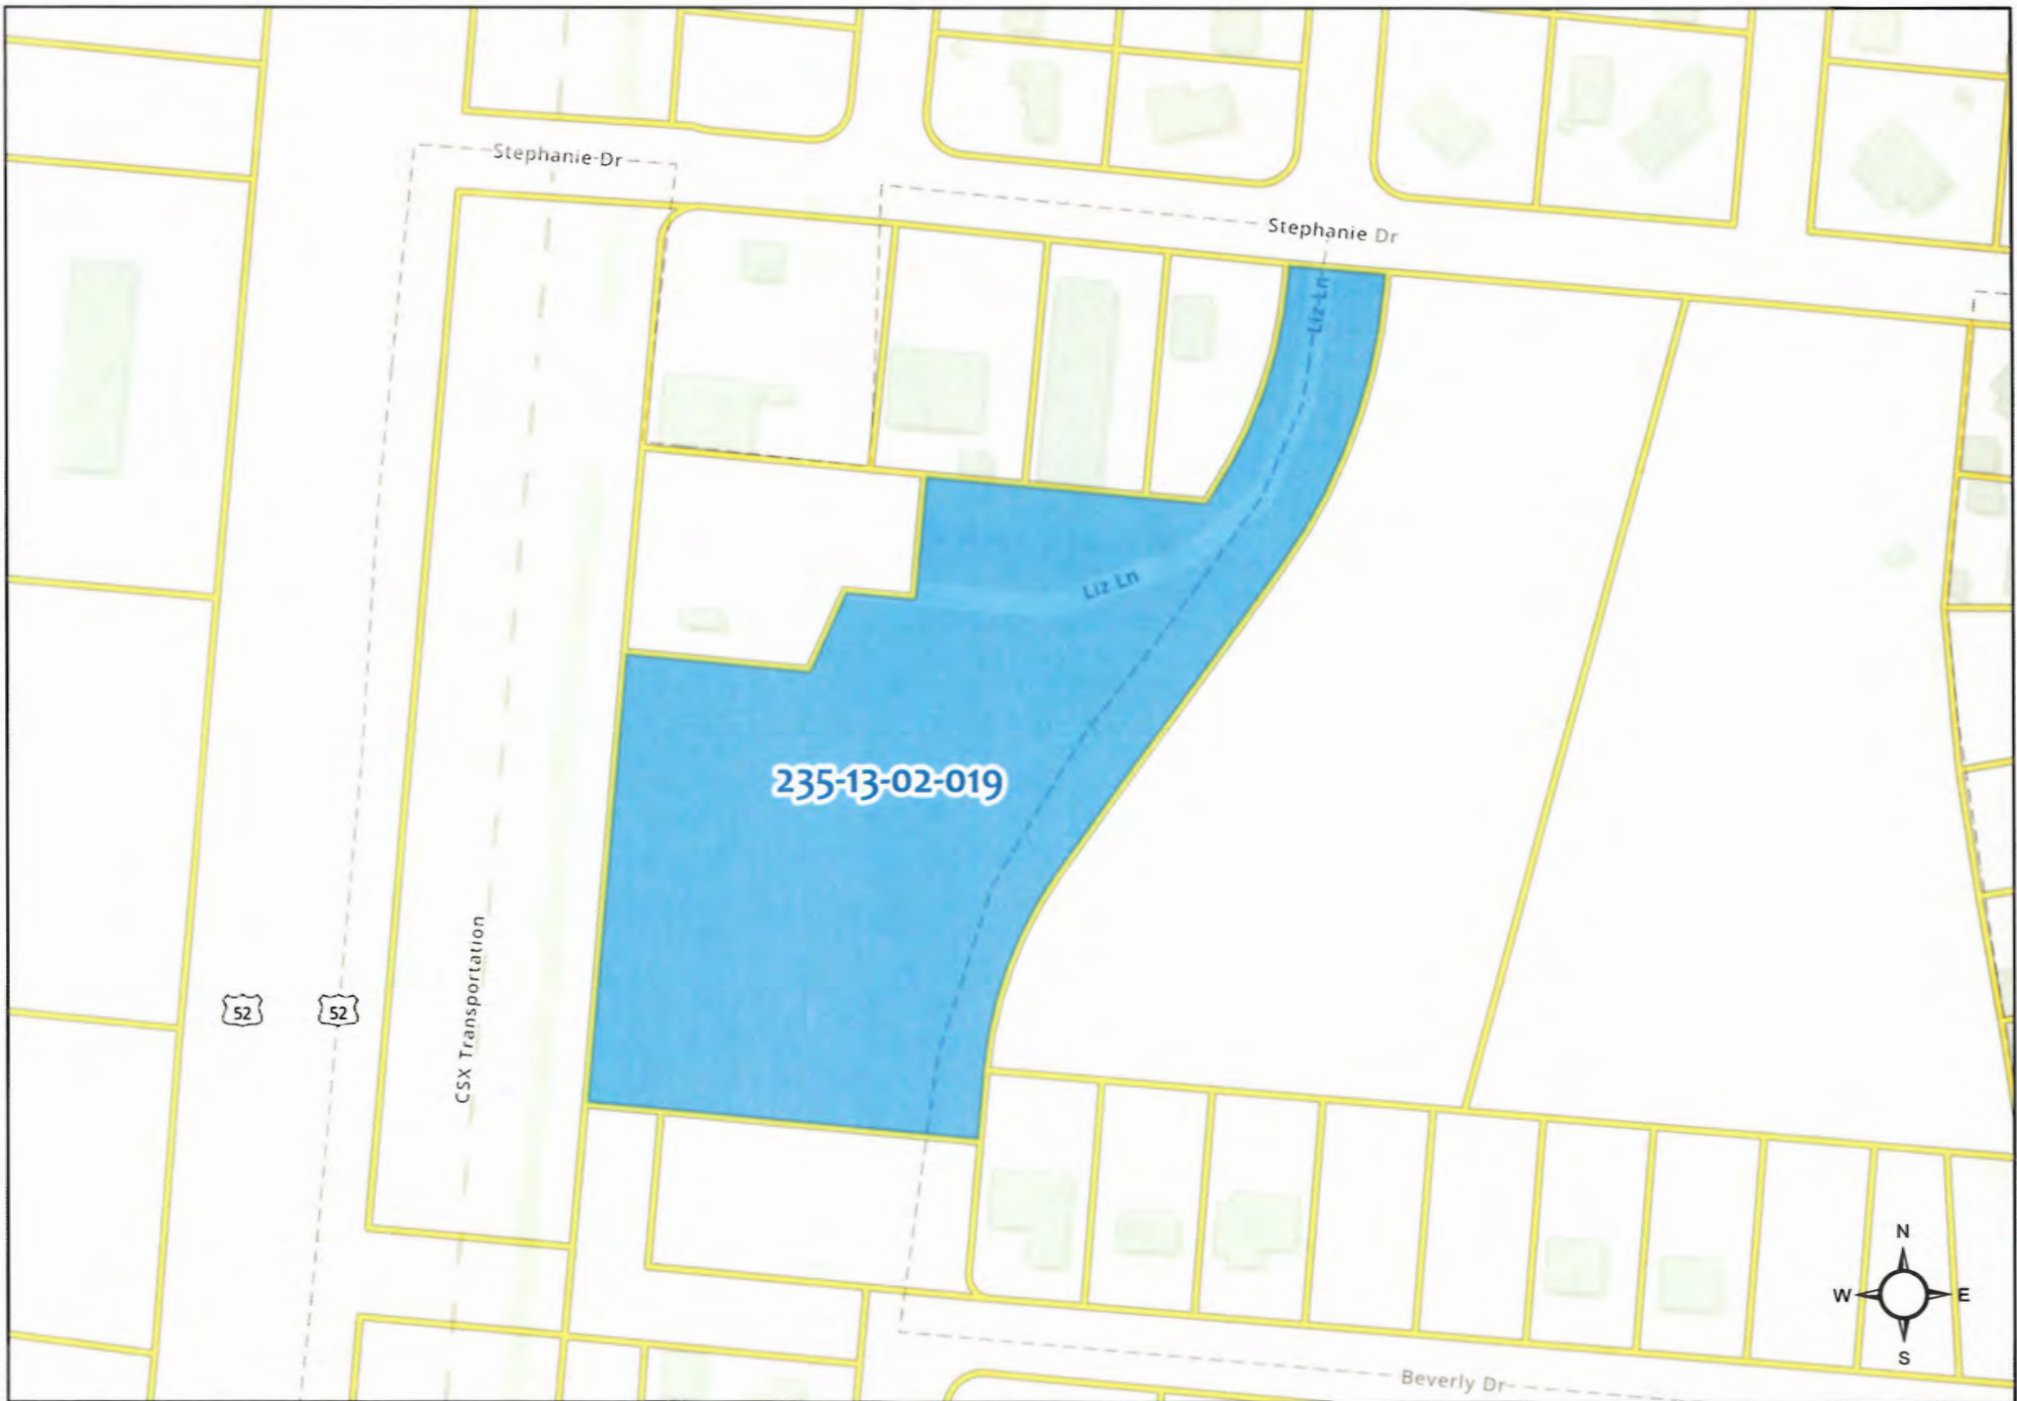 Stephanie Dr
Stephanie Dr
Liz Ln
Liz Ln
235-13-02-019
CSX Transportation
52
52
N
W
E
S
Beverly Dr